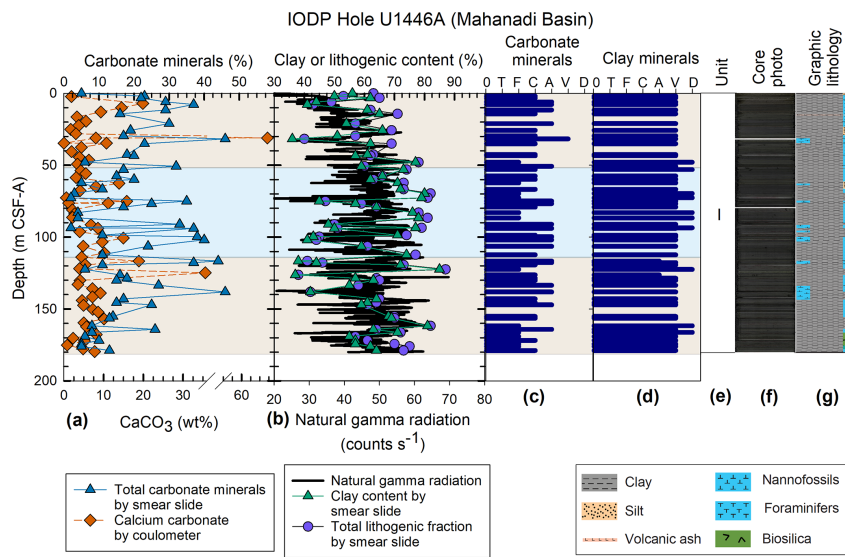 IODP Hole U1446A (Mahanadi Basin)
Carbonate minerals (%)
0 10 20 30 40 50 60
Clay or lithogenic content (%)
30 40 50 60 70 80 90 100
Carbonate
minerals
0 T F C A V D
Clay minerals
0 T F C A V D
Unit
Core
photo
Graphic
lithology
Depth (m CSF-A)
0
50
100
150
200
I
0 10 20 30 60
20 30 40 50 60 70 80
(a)
CaCO3 (wt%)
(b)
Natural gamma radiation
(counts s-1)
(c)
(d)
(e)
(f)
(g)
Total carbonate minerals
by smear slide
Calcium carbonate
by coulometer
Natural gamma radiation
Clay content by
smear slide
Total lithogenic fraction
by smear slide
Clay
Silt
Volcanic ash
Nannofossils
Foraminifers
Biosilica